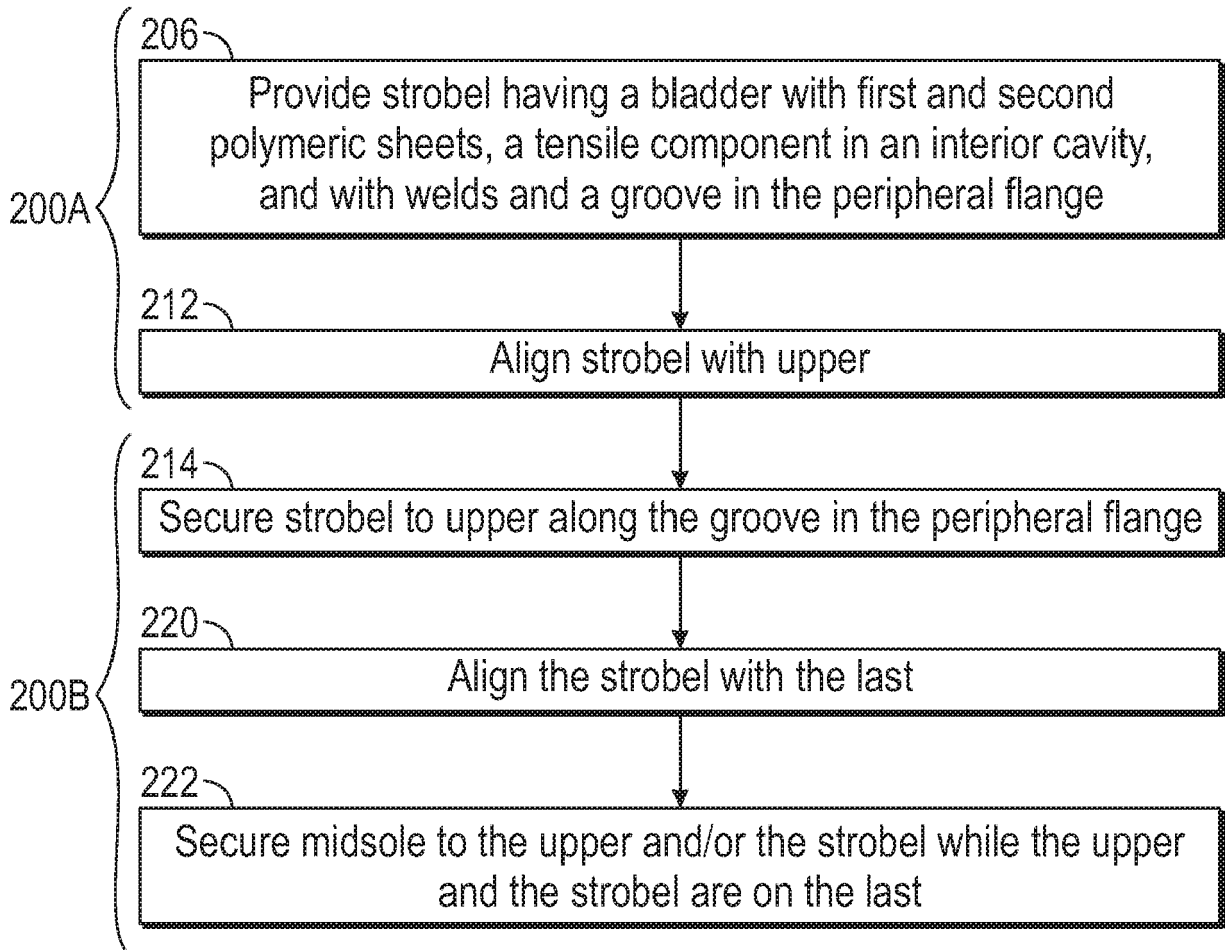 206
Provide strobel having a bladder with first and second
polymeric sheets, a tensile component in an interior cavity,
and with welds and a groove in the peripheral flange
200A
212
Align strobel with upper
214
Secure strobel to upper along the groove in the peripheral flange
220
Align the strobel with the last
200B
222
Secure midsole to the upper and/or the strobel while the upper
and the strobel are on the last